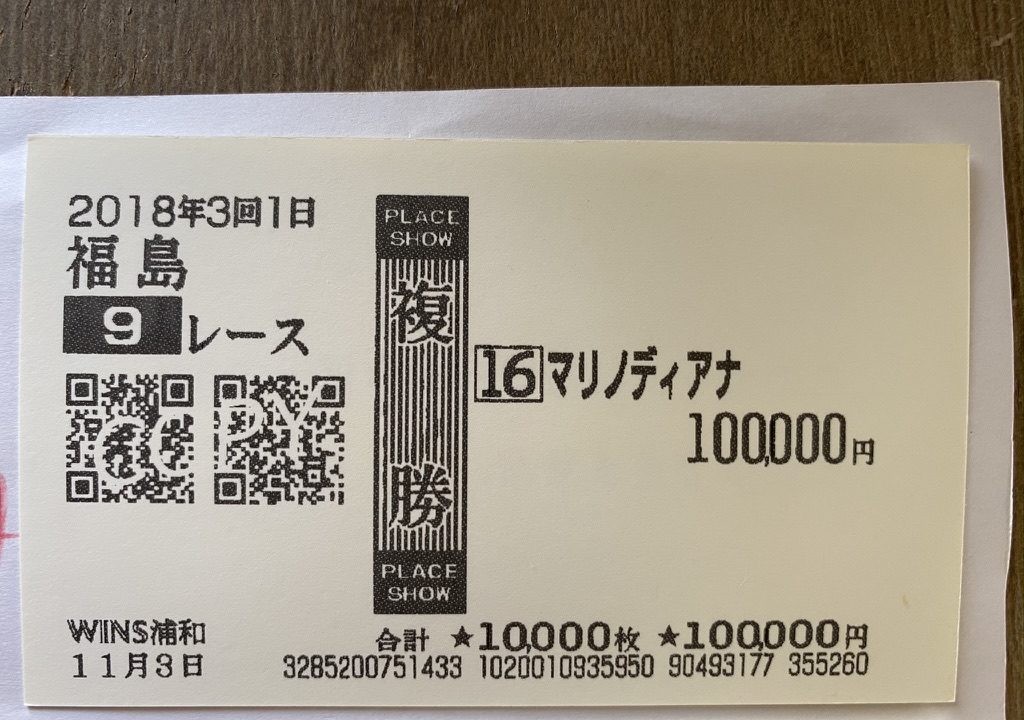 2018年3回1日
福島
9レース
COPY
PLACE
SHOW
複勝
PLACE
SHOW
16マリノディアナ
100,000円
WINS浦和
11月3日
合計 ★10,000枚 ★100,000円
3285200751433 1020010935950 90493177 355260